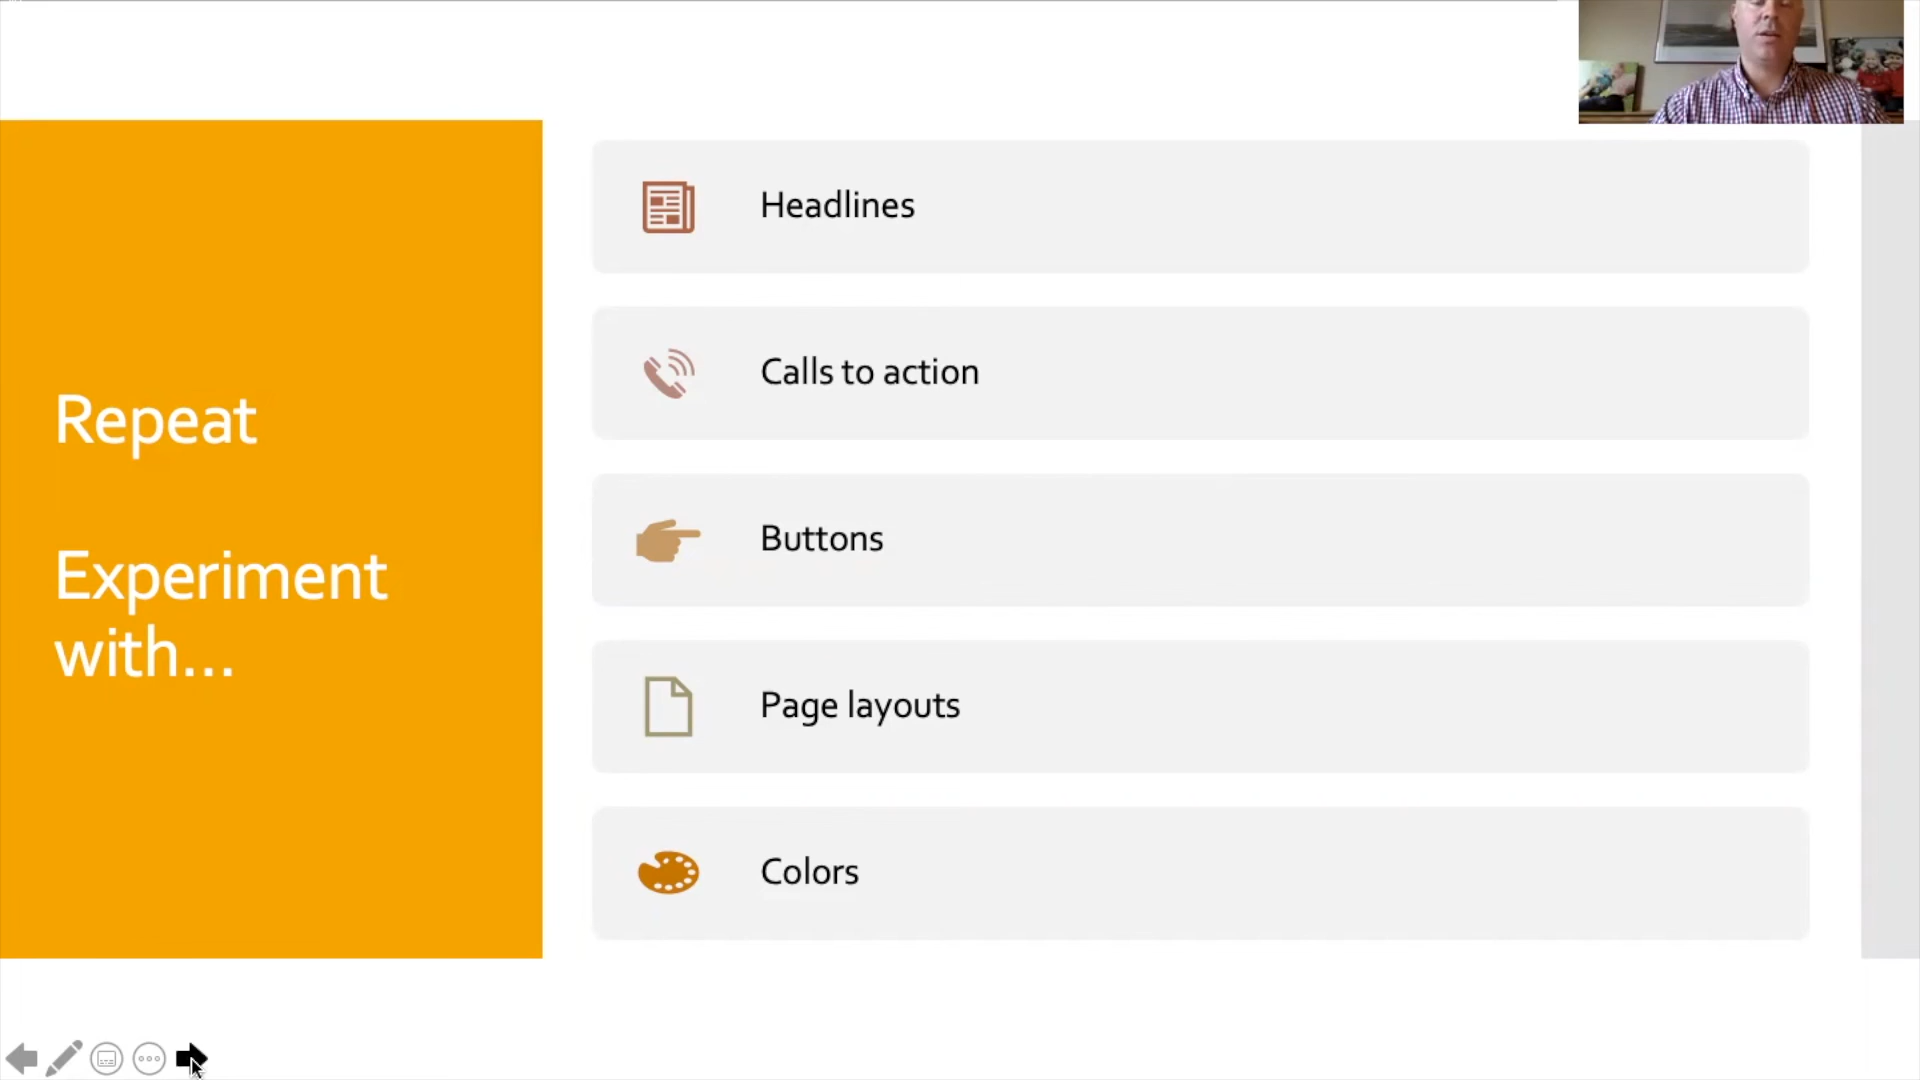 Repeat
Experiment
with...
Headlines
Calls to action
Buttons
Page layouts
Colors